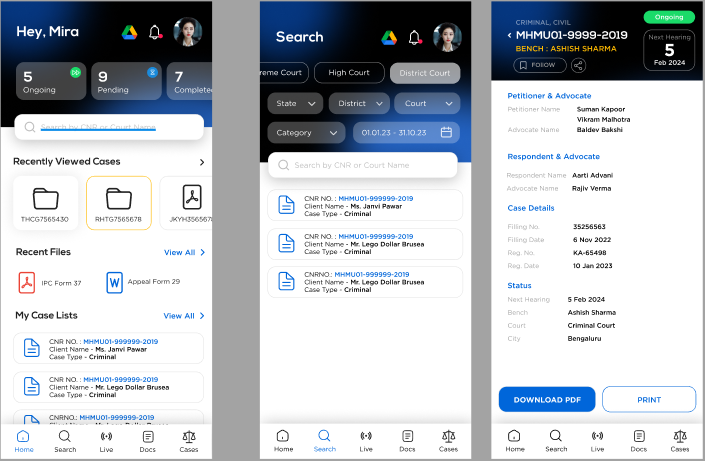 Hey, Mira
5
Ongoing
9
Pending
7
Complete
Search by CNR or Court Name
Recently Viewed Cases
THCG7565430
RHTG7565678
JKYH356567
Recent Files
View All
IPC Form 37
Appeal Form 29
My Case Lists
View All
CNR NO. : MHMU01-999999-2019
Client Name - Ms. Janvi Pawar
Case Type - Criminal
CNR NO. : MHMU01-999999-2019
Client Name - Mr. Lego Dollar Brusea
Case Type - Criminal
CNRNO.: MHMU01-999999-2019
Home
Search
Live
Docs
Cases
Search
reme Court
High Court
District Court
State
District
Court
Category
01.01.23 - 31.10.23
Search by CNR or Court Name
CNR NO. : MHMU01-999999-2019
Client Name - Ms. Janvi Pawar
Case Type - Criminal
CNR NO. : MHMU01-999999-2019
Client Name - Mr. Lego Dollar Brusea
Case Type - Criminal
CNRNO.: MHMU01-999999-2019
Client Name - Mr. Lego Dollar Brusea
Case Type - Criminal
Home
Search
Live
Docs
Cases
CRIMINAL, CIVIL
MHMU01-9999-2019
BENCH : ASHISH SHARMA
FOLLOW
Ongoing
Next Hearing
5
Feb 2024
Petitioner & Advocate
Petitioner Name Suman Kapoor
Vikram Malhotra
Advocate Name Baldev Bakshi
Respondent & Advocate
Respondent Name Aarti Advani
Advocate Name Rajiv Verma
Case Details
Filling No. 35256563
Filling Date 6 Nov 2022
Reg. No. KA-65498
Reg. Date 10 Jan 2023
Status
Next Hearing 5 Feb 2024
Bench Ashish Sharma
Court Criminal Court
City Bengaluru
DOWNLOAD PDF
PRINT
Home
Search
Live
Docs
Cases